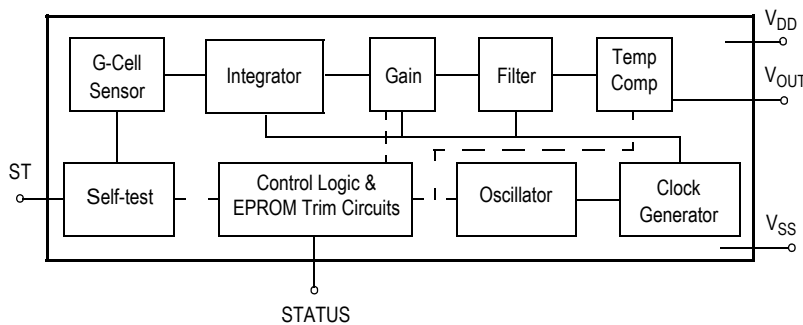 V_DD
G-Cell
Sensor
Integrator
Gain
Filter
Temp
Comp
V_OUT
ST
Self-test
Control Logic &
EPROM Trim Circuits
Oscillator
Clock
Generator
V_SS
STATUS